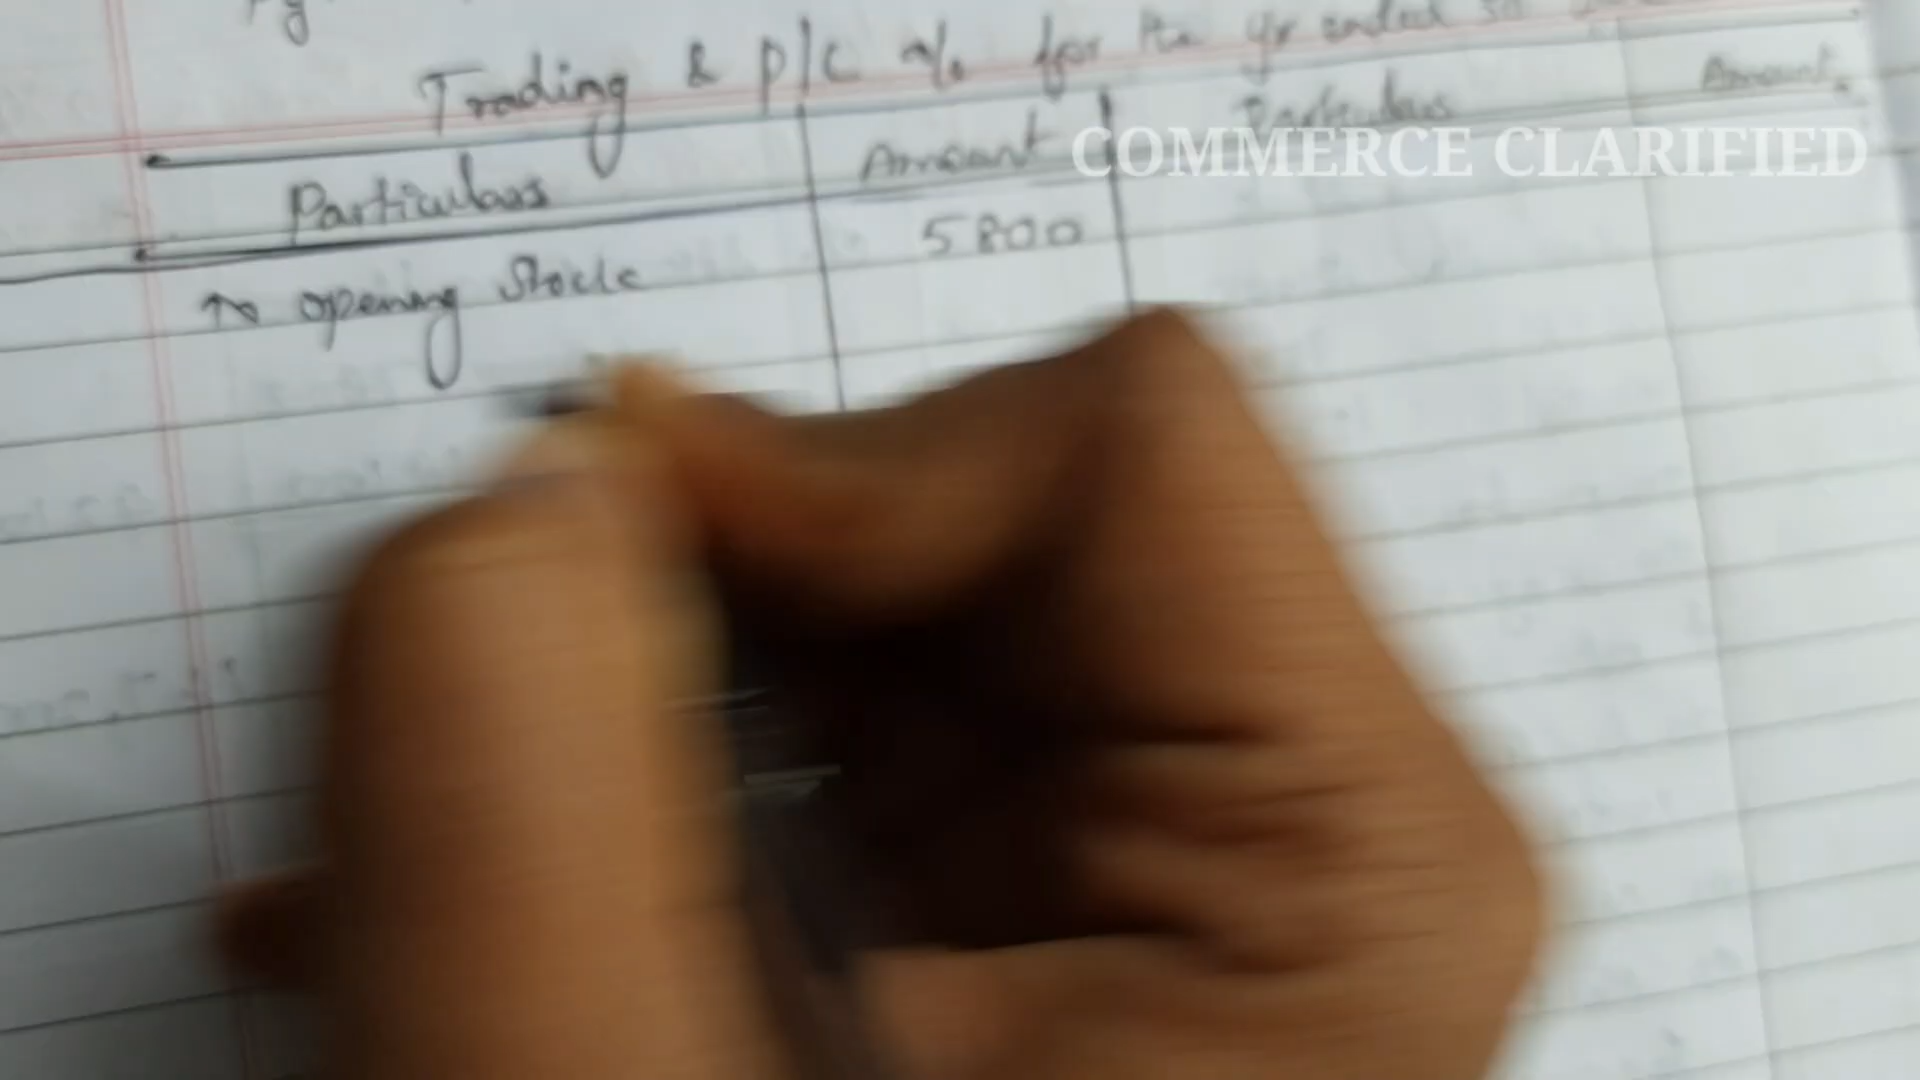 Trading & P/L A/c for the yr ended
Particulars Amount Particulars Amount
COMMERCE CLARIFIED
To opening Stock 5800